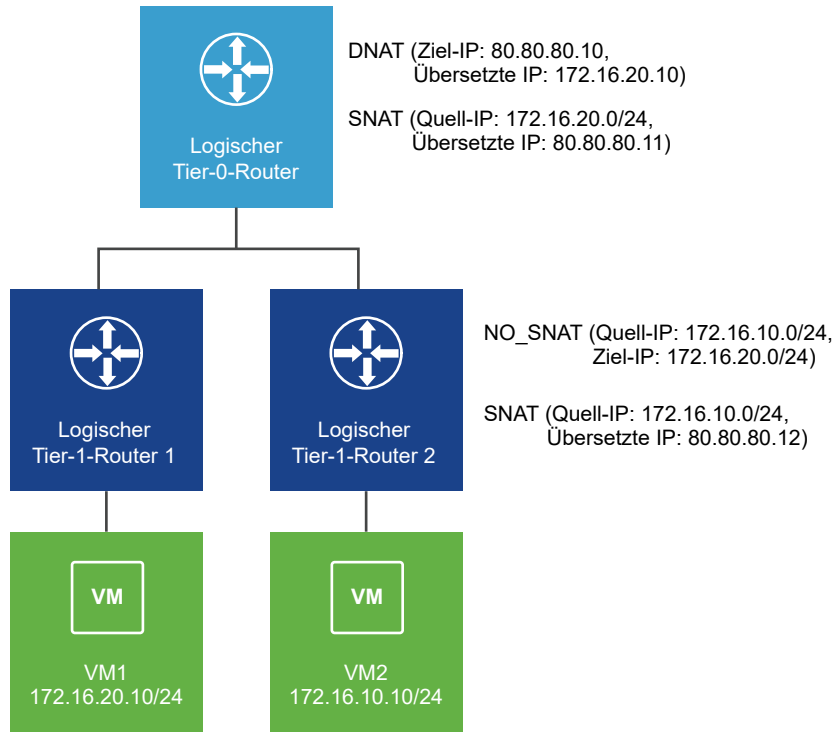 DNAT (Ziel-IP: 80.80.80.10,
Übersetzte IP: 172.16.20.10)
SNAT (Quell-IP: 172.16.20.0/24,
Übersetzte IP: 80.80.80.11)
Logischer
Tier-0-Router
NO_SNAT (Quell-IP: 172.16.10.0/24,
Ziel-IP: 172.16.20.0/24)
SNAT (Quell-IP: 172.16.10.0/24,
Übersetzte IP: 80.80.80.12)
Logischer
Tier-1-Router 1
Logischer
Tier-1-Router 2
VM
VM1
172.16.20.10/24
VM
VM2
172.16.10.10/24